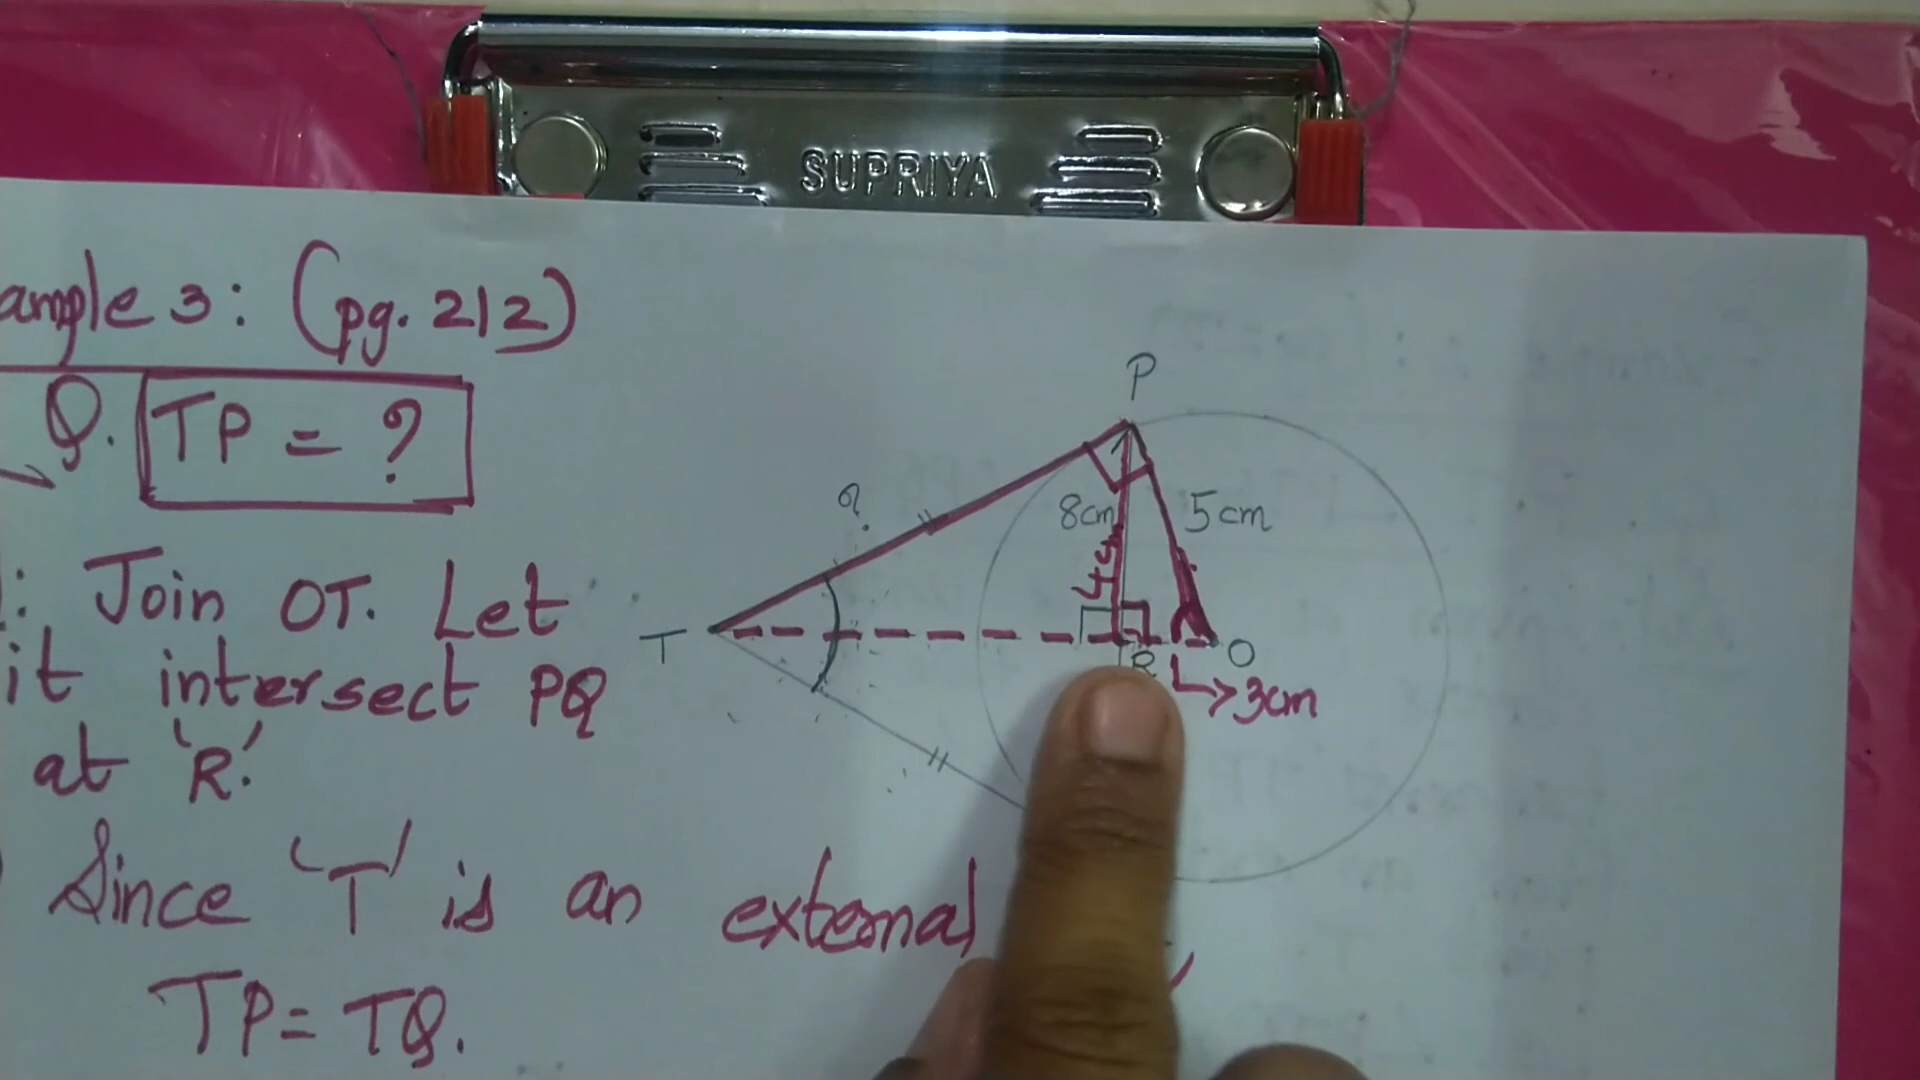 SUPRIYA
ample 3: (pg. 212)
Q. TP = ?
: Join OT. Let
it intersect PQ
at 'R'.
Since 'T' is an external
TP = TQ.
P
?
8cm
5cm
4cm
T
R
O
3cm